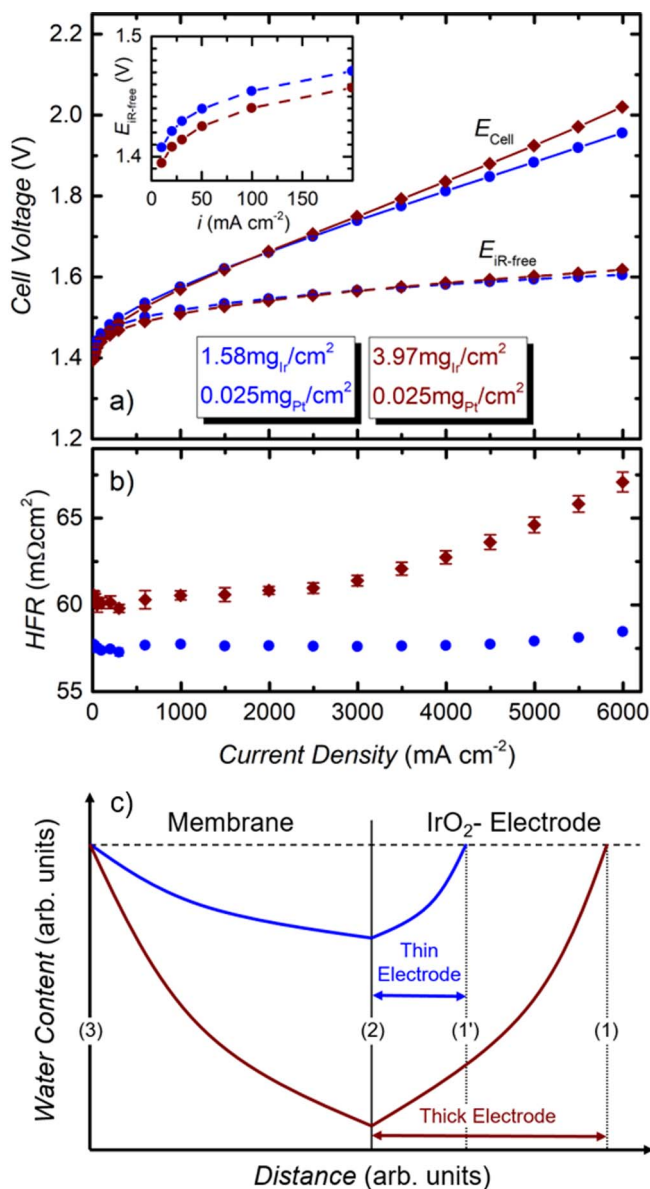 a)
2.2
2.0
1.8
1.6
1.4
1.2
Cell Voltage (V)
1.5
1.4
E_iR-free (V)
0 50 100 150
i (mA cm⁻²)
E_Cell
E_iR-free
1.58mg_Ir/cm²
0.025mg_Pt/cm²
3.97mg_Ir/cm²
0.025mg_Pt/cm²
b)
65
60
55
HFR (mΩcm²)
0 1000 2000 3000 4000 5000 6000
Current Density (mA cm⁻²)
c)
Membrane
IrO₂- Electrode
Water Content (arb. units)
Thin
Electrode
(3) (2) (1') (1)
Thick Electrode
Distance (arb. units)